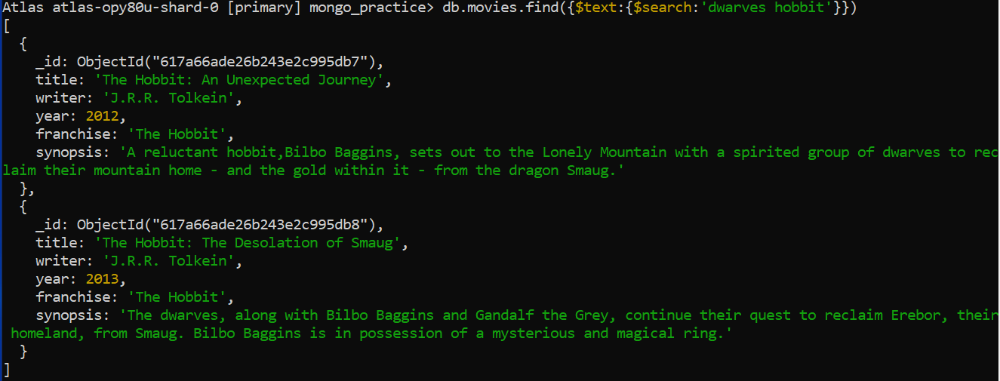 Atlas atlas-opy80u-shard-0 [primary] mongo_practice> db.movies.find({$text:{$search:'dwarves hobbit'}})
[
  {
    _id: ObjectId("617a66ade26b243e2c995db7"),
    title: 'The Hobbit: An Unexpected Journey',
    writer: 'J.R.R. Tolkein',
    year: 2012,
    franchise: 'The Hobbit',
    synopsis: 'A reluctant hobbit,Bilbo Baggins, sets out to the Lonely Mountain with a spirited group of dwarves to rec
laim their mountain home - and the gold within it - from the dragon Smaug.'
  },
  {
    _id: ObjectId("617a66ade26b243e2c995db8"),
    title: 'The Hobbit: The Desolation of Smaug',
    writer: 'J.R.R. Tolkein',
    year: 2013,
    franchise: 'The Hobbit',
    synopsis: 'The dwarves, along with Bilbo Baggins and Gandalf the Grey, continue their quest to reclaim Erebor, their
 homeland, from Smaug. Bilbo Baggins is in possession of a mysterious and magical ring.'
  }
]